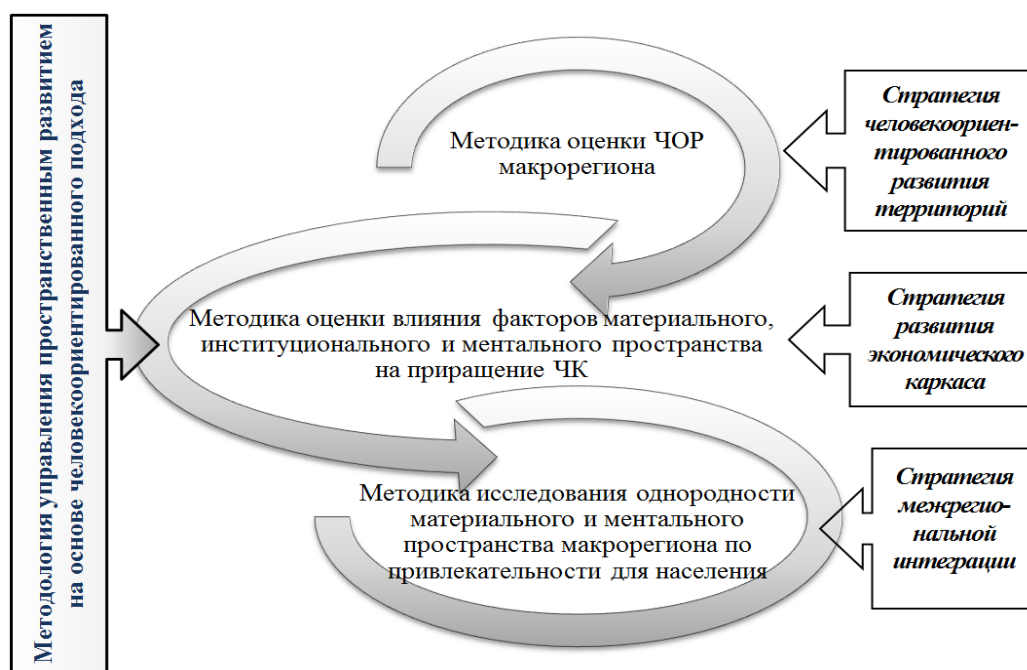 Методология управления пространственным развитием
на основе человекоориентированного подхода
Методика оценки ЧОР
макрорегиона
Стратегия
человекоориен-
тированного
развития
территорий
Методика оценки влияния факторов материального,
институционального и ментального пространства
на приращение ЧК
Стратегия
развития
экономического
каркаса
Методика исследования однородности
материального и ментального
пространства макрорегиона по
привлекательности для населения
Стратегия
межрегио-
нальной
интеграции